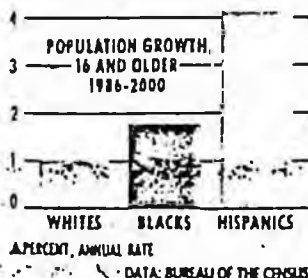 4
POPULATION GROWTH,
3 16 AND OLDER
1986-2000
2
1
0
WHITES BLACKS HISPANICS
▲PERCENT, ANNUAL RATE
DATA: BUREAU OF THE CENSUS